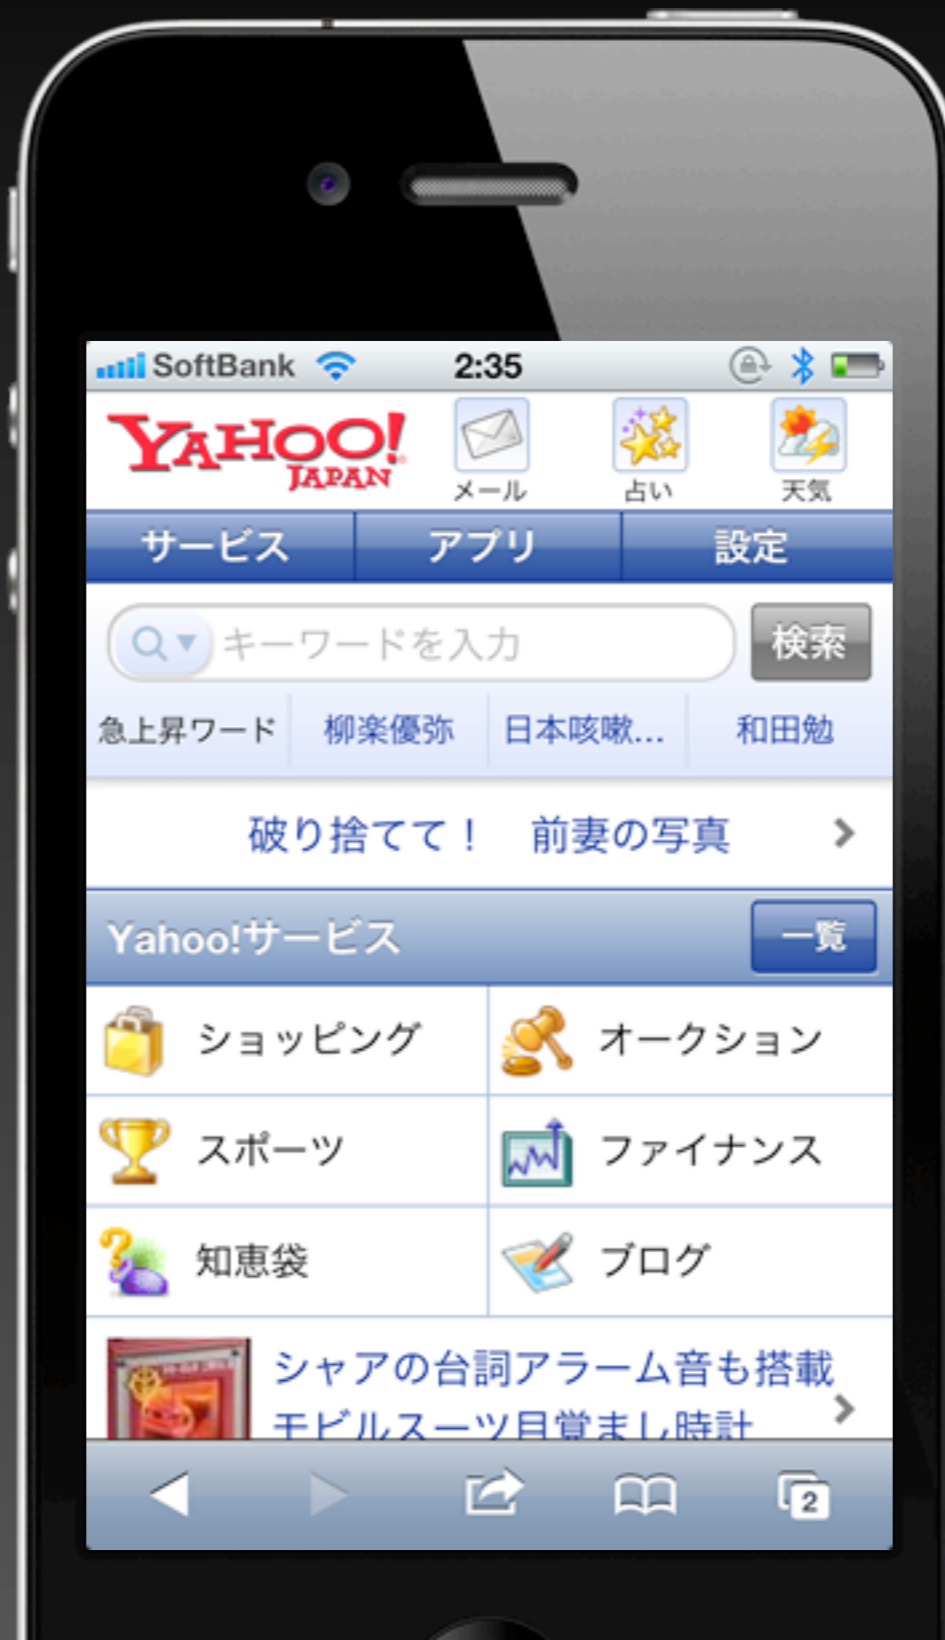 SoftBank 2:35
YAHOO! JAPAN
メール 占い 天気
サービス アプリ 設定
キーワードを入力 検索
急上昇ワード 柳楽優弥 日本咳嗽... 和田勉
破り捨てて！　前妻の写真
Yahoo!サービス 一覧
ショッピング オークション
スポーツ ファイナンス
知恵袋 ブログ
シャアの台詞アラーム音も搭載
モビルスーツ目覚まし時計
2